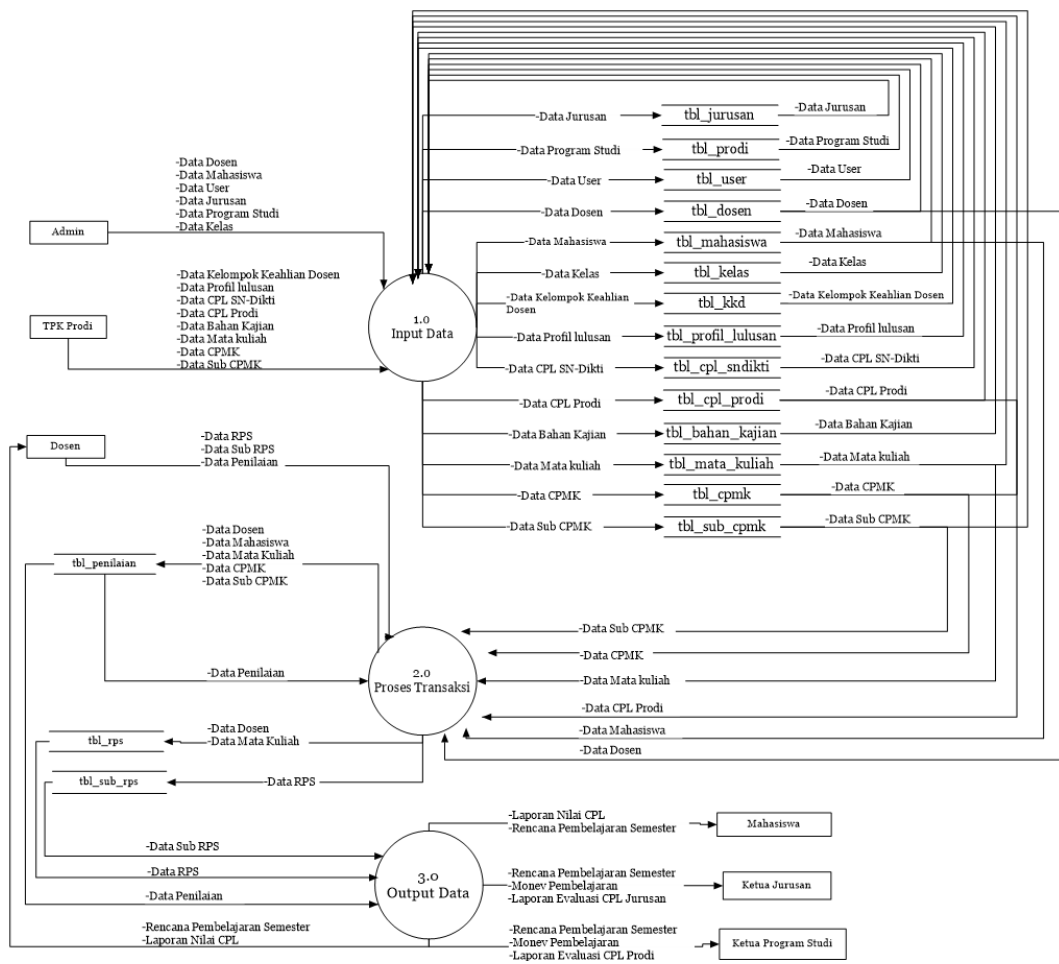 -Data Jurusan
tbl_jurusan
-Data Jurusan
-Data Program Studi
tbl_prodi
-Data Program Studi
-Data User
tbl_user
-Data User
-Data Dosen
tbl_dosen
-Data Dosen
-Data Mahasiswa
tbl_mahasiswa
-Data Mahasiswa
-Data Kelas
tbl_kelas
-Data Kelas
-Data Kelompok Keahlian
Dosen
tbl_kkd
-Data Kelompok Keahlian Dosen
-Data Profil lulusan
tbl_profil_lulusan
-Data Profil lulusan
-Data CPL SN-Dikti
tbl_cpl_sndikti
-Data CPL SN-Dikti
-Data CPL Prodi
tbl_cpl_prodi
-Data CPL Prodi
-Data Bahan Kajian
tbl_bahan_kajian
-Data Bahan Kajian
-Data Mata kuliah
tbl_mata_kuliah
-Data Mata kuliah
-Data CPMK
tbl_cpmk
-Data CPMK
-Data Sub CPMK
tbl_sub_cpmk
-Data Sub CPMK
-Data Dosen
-Data Mahasiswa
-Data User
-Data Jurusan
-Data Program Studi
-Data Kelas
Admin
-Data Kelompok Keahlian Dosen
-Data Profil lulusan
-Data CPL SN-Dikti
-Data CPL Prodi
-Data Bahan Kajian
-Data Mata kuliah
-Data CPMK
-Data Sub CPMK
TPK Prodi
1.0
Input Data
Dosen
-Data RPS
-Data Sub RPS
-Data Penilaian
-Data Dosen
-Data Mahasiswa
-Data Mata Kuliah
-Data CPMK
-Data Sub CPMK
tbl_penilaian
-Data Penilaian
2.0
Proses Transaksi
-Data Sub CPMK
-Data CPMK
-Data Mata kuliah
-Data CPL Prodi
-Data Mahasiswa
-Data Dosen
-Data Dosen
-Data Mata Kuliah
tbl_rps
tbl_sub_rps
-Data RPS
-Data Sub RPS
-Data RPS
-Data Penilaian
-Rencana Pembelajaran Semester
-Laporan Nilai CPL
3.0
Output Data
-Laporan Nilai CPL
-Rencana Pembelajaran Semester
Mahasiswa
-Rencana Pembelajaran Semester
-Monev Pembelajaran
-Laporan Evaluasi CPL Jurusan
Ketua Jurusan
-Rencana Pembelajaran Semester
-Monev Pembelajaran
-Laporan Evaluasi CPL Prodi
Ketua Program Studi